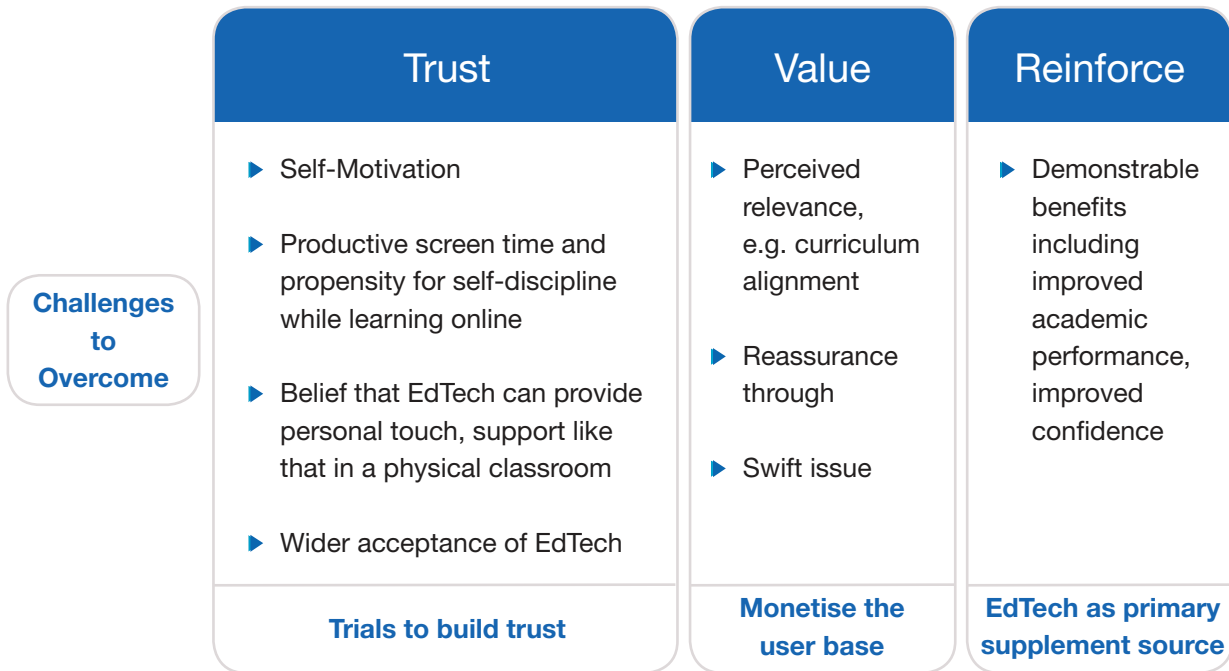 Challenges
to
Overcome
Trust
Self-Motivation
Productive screen time and
propensity for self-discipline
while learning online
Belief that EdTech can provide
personal touch, support like
that in a physical classroom
Wider acceptance of EdTech
Trials to build trust
Value
Perceived
relevance,
e.g. curriculum
alignment
Reassurance
through
Swift issue
Monetise the
user base
Reinforce
Demonstrable
benefits
including
improved
academic
performance,
improved
confidence
EdTech as primary
supplement source